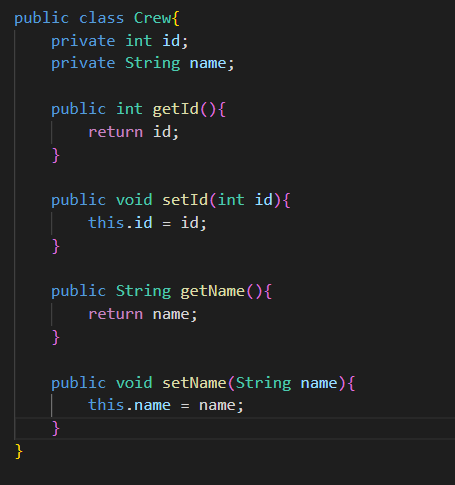 public class Crew{
    private int id;
    private String name;

    public int getId(){
        return id;
    }

    public void setId(int id){
        this.id = id;
    }

    public String getName(){
        return name;
    }

    public void setName(String name){
        this.name = name;
    }
}